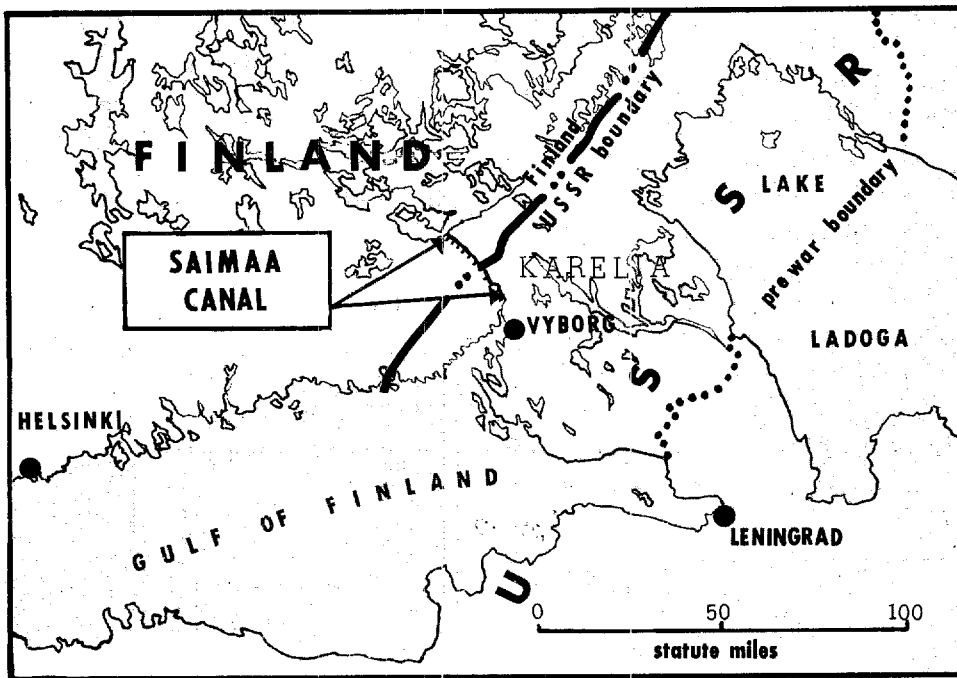 FINLAND
Finland
USSR boundary
U S S R
LAKE
LADOGA
prewar boundary
SAIMAA
CANAL
KARELIA
VYBORG
HELSINKI
GULF OF FINLAND
LENINGRAD
0 50 100
statute miles